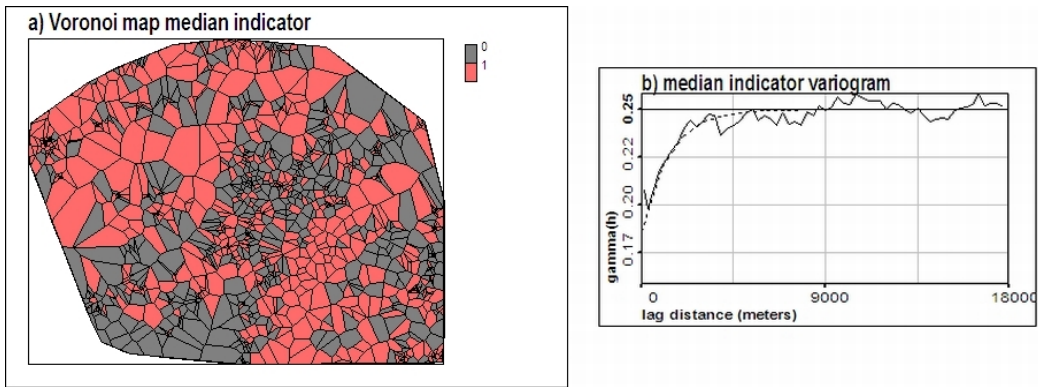 a) Voronoi map median indicator
0
1
b) median indicator variogram
0.25
0.22
0.20
0.17
gamma(h)
0 9000 18000
lag distance (meters)